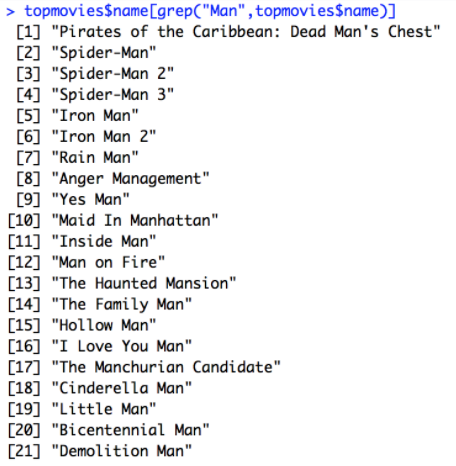 > topmovies$name[grep("Man",topmovies$name)]
[1] "Pirates of the Caribbean: Dead Man's Chest"
[2] "Spider-Man"
[3] "Spider-Man 2"
[4] "Spider-Man 3"
[5] "Iron Man"
[6] "Iron Man 2"
[7] "Rain Man"
[8] "Anger Management"
[9] "Yes Man"
[10] "Maid In Manhattan"
[11] "Inside Man"
[12] "Man on Fire"
[13] "The Haunted Mansion"
[14] "The Family Man"
[15] "Hollow Man"
[16] "I Love You Man"
[17] "The Manchurian Candidate"
[18] "Cinderella Man"
[19] "Little Man"
[20] "Bicentennial Man"
[21] "Demolition Man"